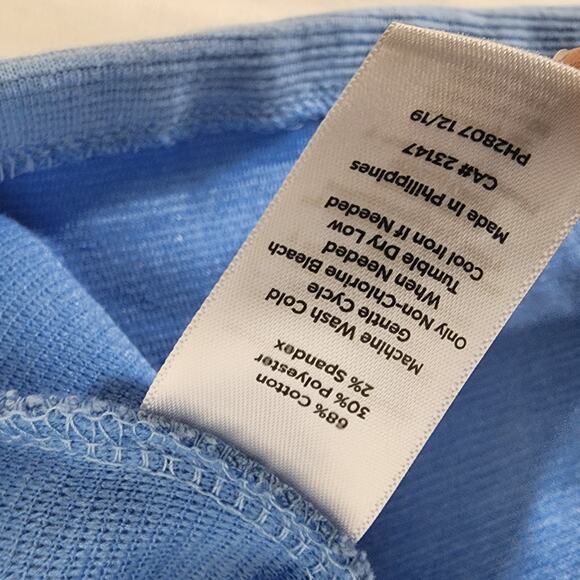 68% Cotton
30% Polyester
2% Spandex
Machine Wash Cold
Gentle Cycle
Only Non-Chlorine Bleach
When Needed
Tumble Dry Low
Cool Iron If Needed
Made In Philippines
CA# 23147
PH2807 12/19